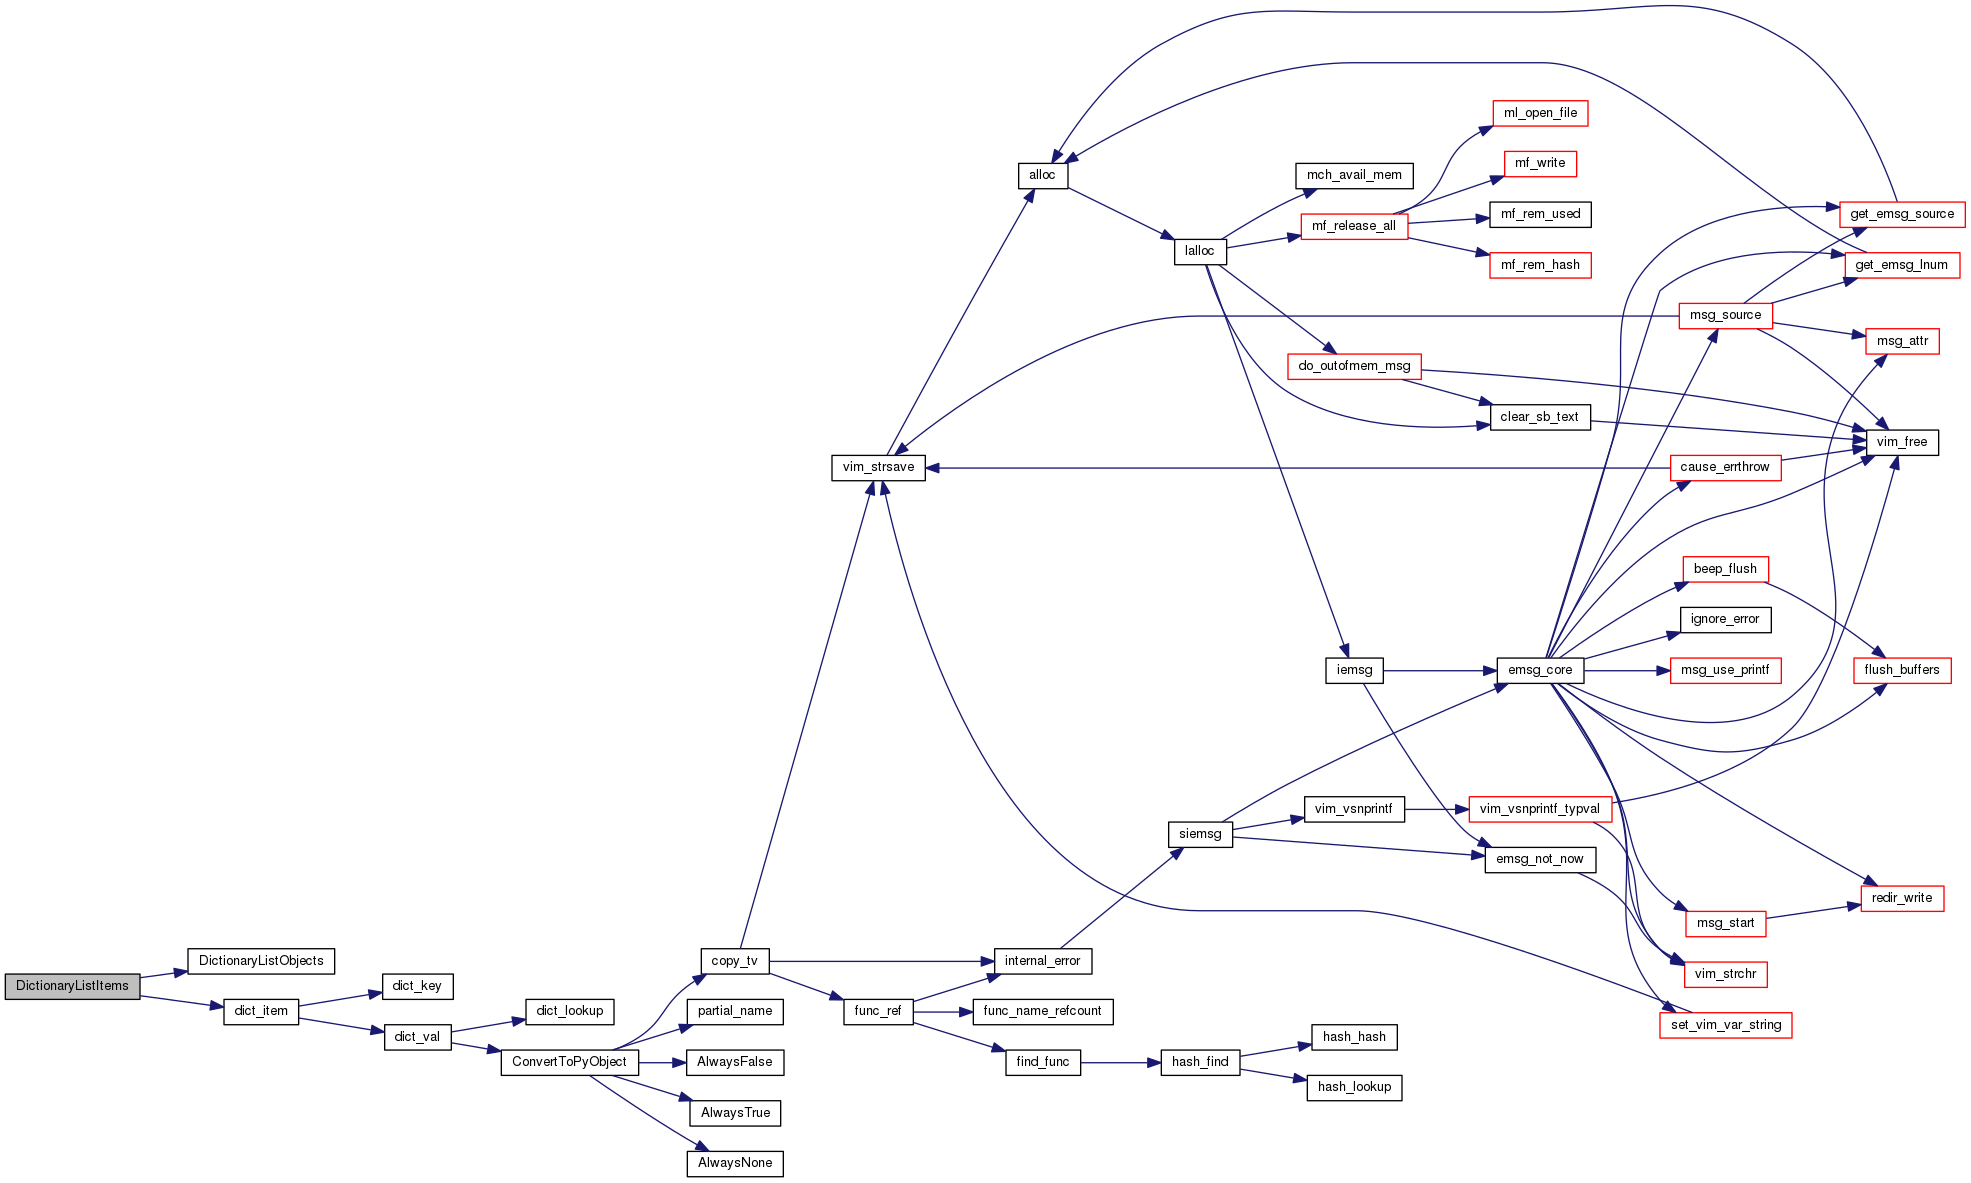 DictionaryListItems
DictionaryListObjects
dict_item
dict_key
dict_val
dict_lookup
ConvertToPyObject
copy_tv
partial_name
AlwaysFalse
AlwaysTrue
AlwaysNone
vim_strsave
func_ref
internal_error
func_name_refcount
find_func
alloc
lalloc
siemsg
hash_find
hash_hash
hash_lookup
mch_avail_mem
mf_release_all
do_outofmem_msg
iemsg
vim_vsnprintf
ml_open_file
mf_write
mf_rem_used
mf_rem_hash
clear_sb_text
emsg_core
vim_vsnprintf_typval
emsg_not_now
msg_source
cause_errthrow
beep_flush
ignore_error
msg_use_printf
msg_start
vim_strchr
set_vim_var_string
get_emsg_source
get_emsg_lnum
msg_attr
vim_free
flush_buffers
redir_write